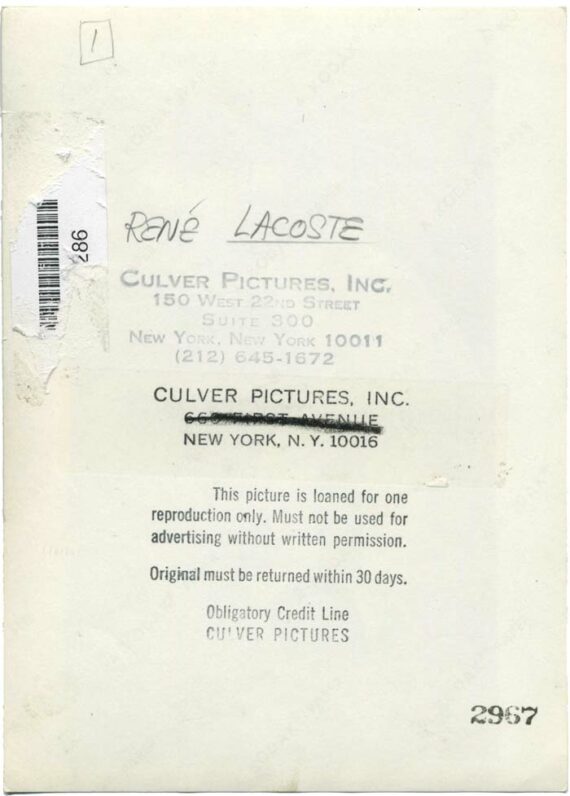 1
286
RENÉ LACOSTE
CULVER PICTURES, INC.
150 WEST 22ND STREET
SUITE 300
NEW YORK, NEW YORK 10011
(212) 645-1672
CULVER PICTURES, INC.
FIRST AVENUE
NEW YORK, N. Y. 10016
This picture is loaned for one
reproduction only. Must not be used for
advertising without written permission.
Original must be returned within 30 days.
Obligatory Credit Line
CULVER PICTURES
2967